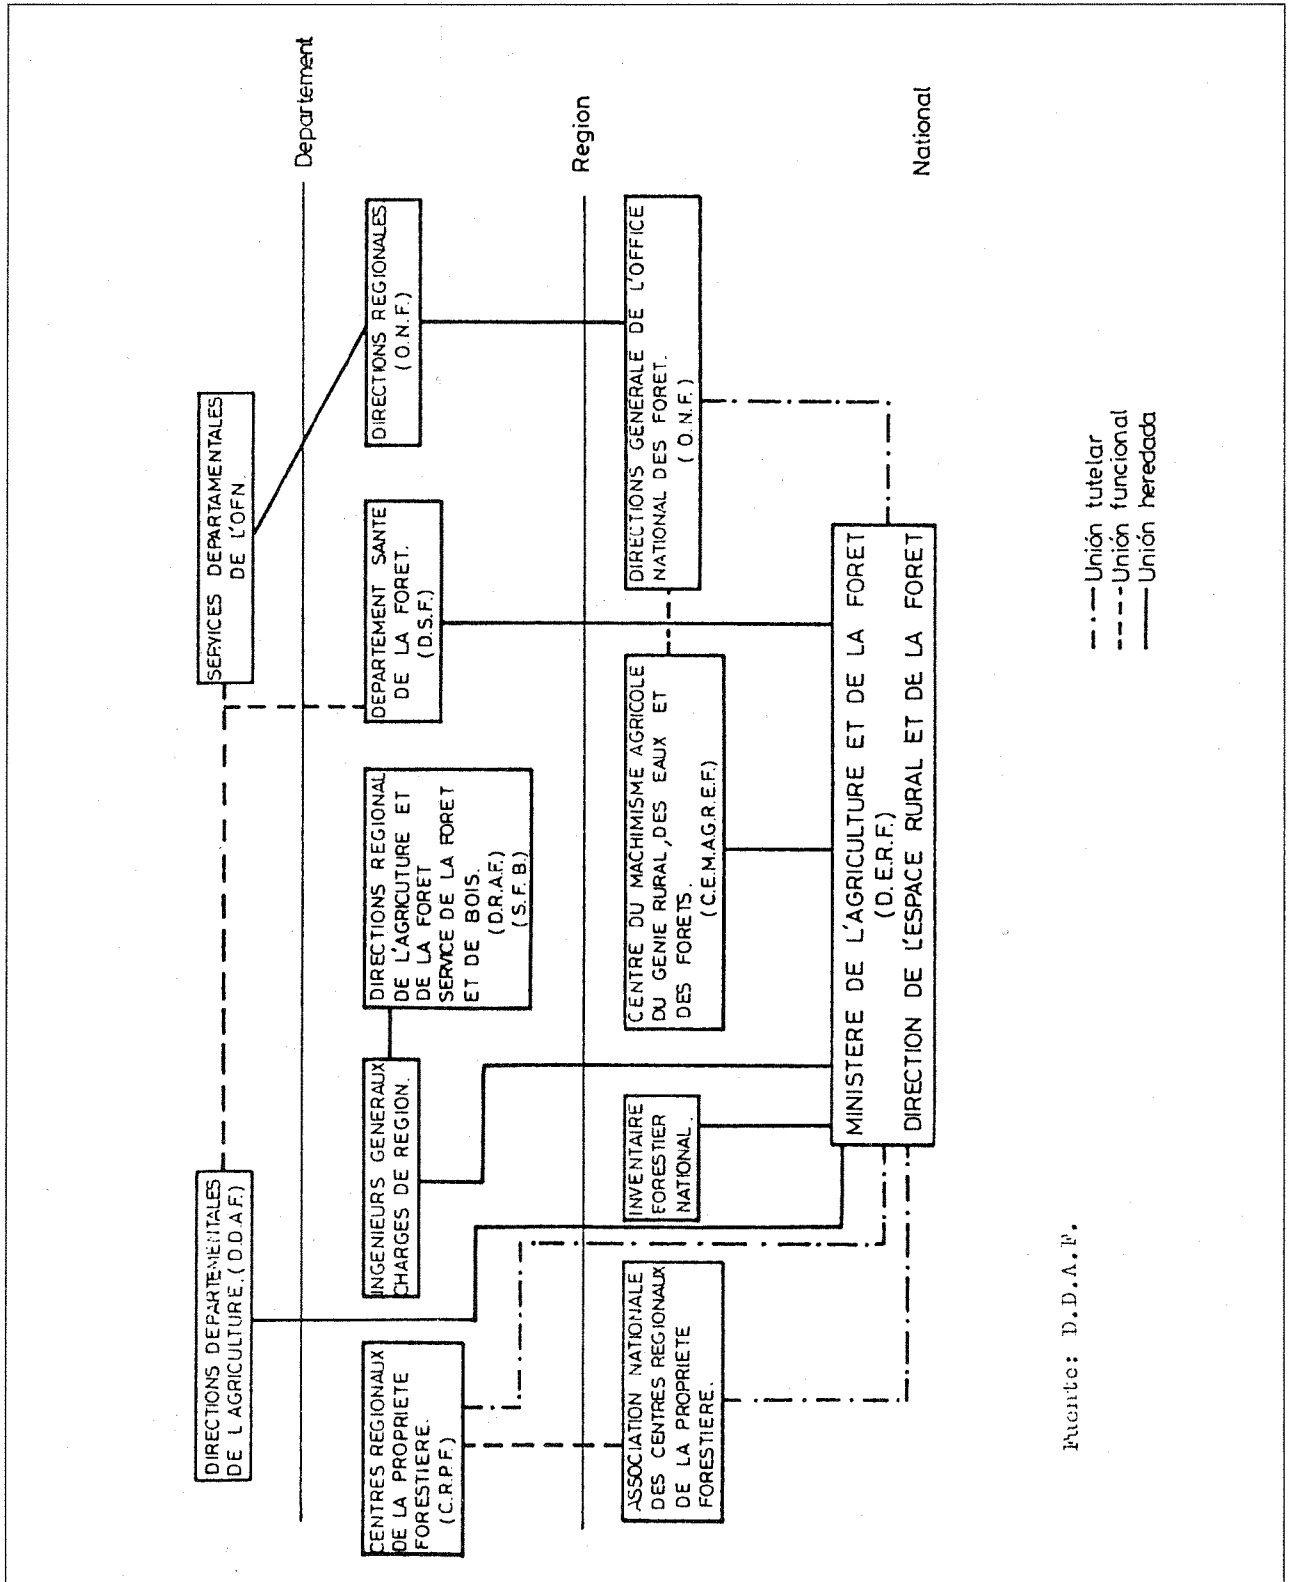 DIRECTIONS DEPARTEMENTALES
DE L AGRICULTURE.(D.D.A.F.)
SERVICES DEPARTAMENTALES
DE L'OFN.
Departement
CENTRES REGIONAUX
DE LA PROPRIETE
FORESTIERE.
(C.R.P.F.)
INGENIEURS GENERAUX
CHARGES DE REGION.
DIRECTIONS REGIONAL
DE L'AGRICUTURE ET
DE LA FORET
SERVICE DE LA FORET
ET DE BOIS.
(D.R.A.F.)
(S.F.B.)
DEPARTEMENT SANTE
DE LA FORET.
(D.S.F.)
DIRECTIONS REGIONALES
(O.N.F.)
Region
ASSOCIATION NATIONALE
DES CENTRES REGIONAUX
DE LA PROPRIETE
FORESTIERE.
INVENTAIRE
FORESTIER
NATIONAL.
CENTRE DU MACHIMISME AGRICOLE
DU GENIE RURAL,DES EAUX ET
DES FORETS.
(C.E.M.A.G.R.E.F.)
DIRECTIONS GENERALE DE L'OFFICE
NATIONAL DES FORET.
(O.N.F.)
MINISTERE DE L'AGRICULTURE ET DE LA FORET
(D.E.R.F.)
DIRECTION DE L'ESPACE RURAL ET DE LA FORET
National
Unión tutelar
Unión funcional
Unión heredada
Fuente: D.D.A.F.